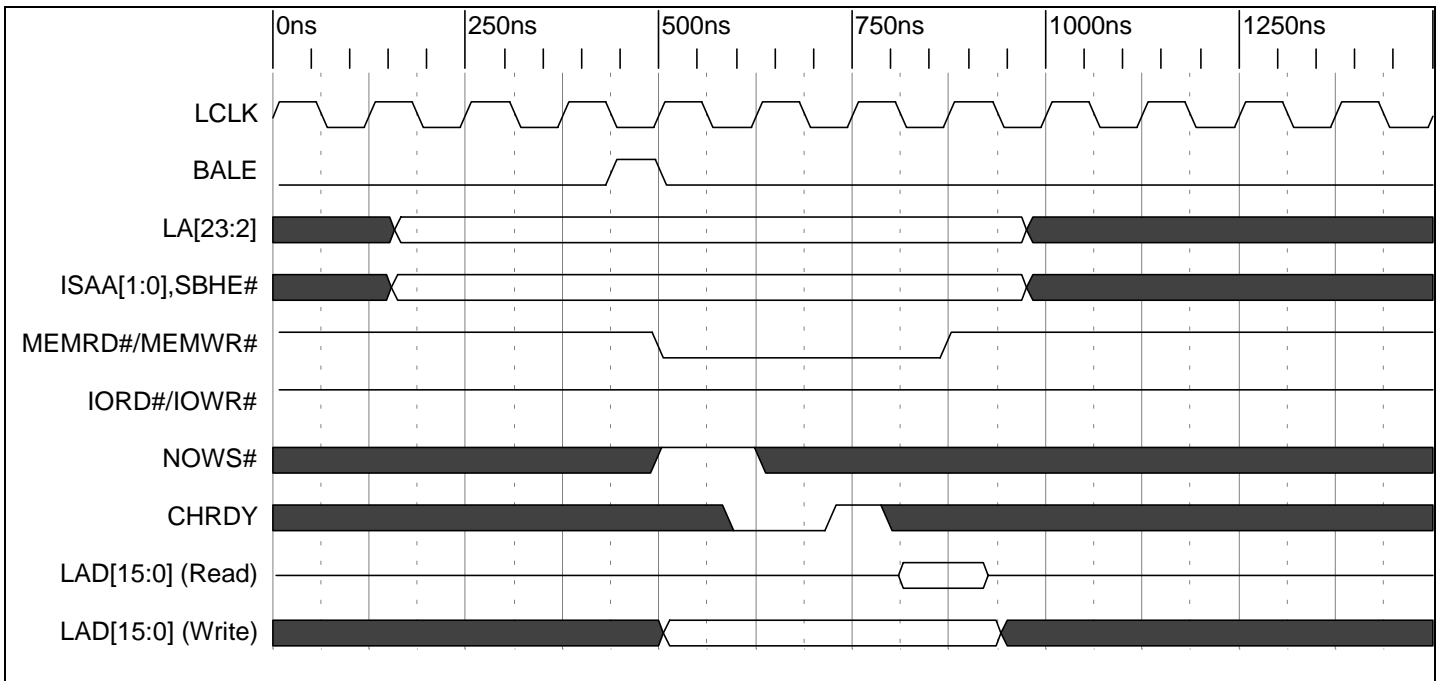 0ns 250ns 500ns 750ns 1000ns 1250ns
LCLK
BALE
LA[23:2]
ISAA[1:0],SBHE#
MEMRD#/MEMWR#
IORD#/IOWR#
NOWS#
CHRDY
LAD[15:0] (Read)
LAD[15:0] (Write)